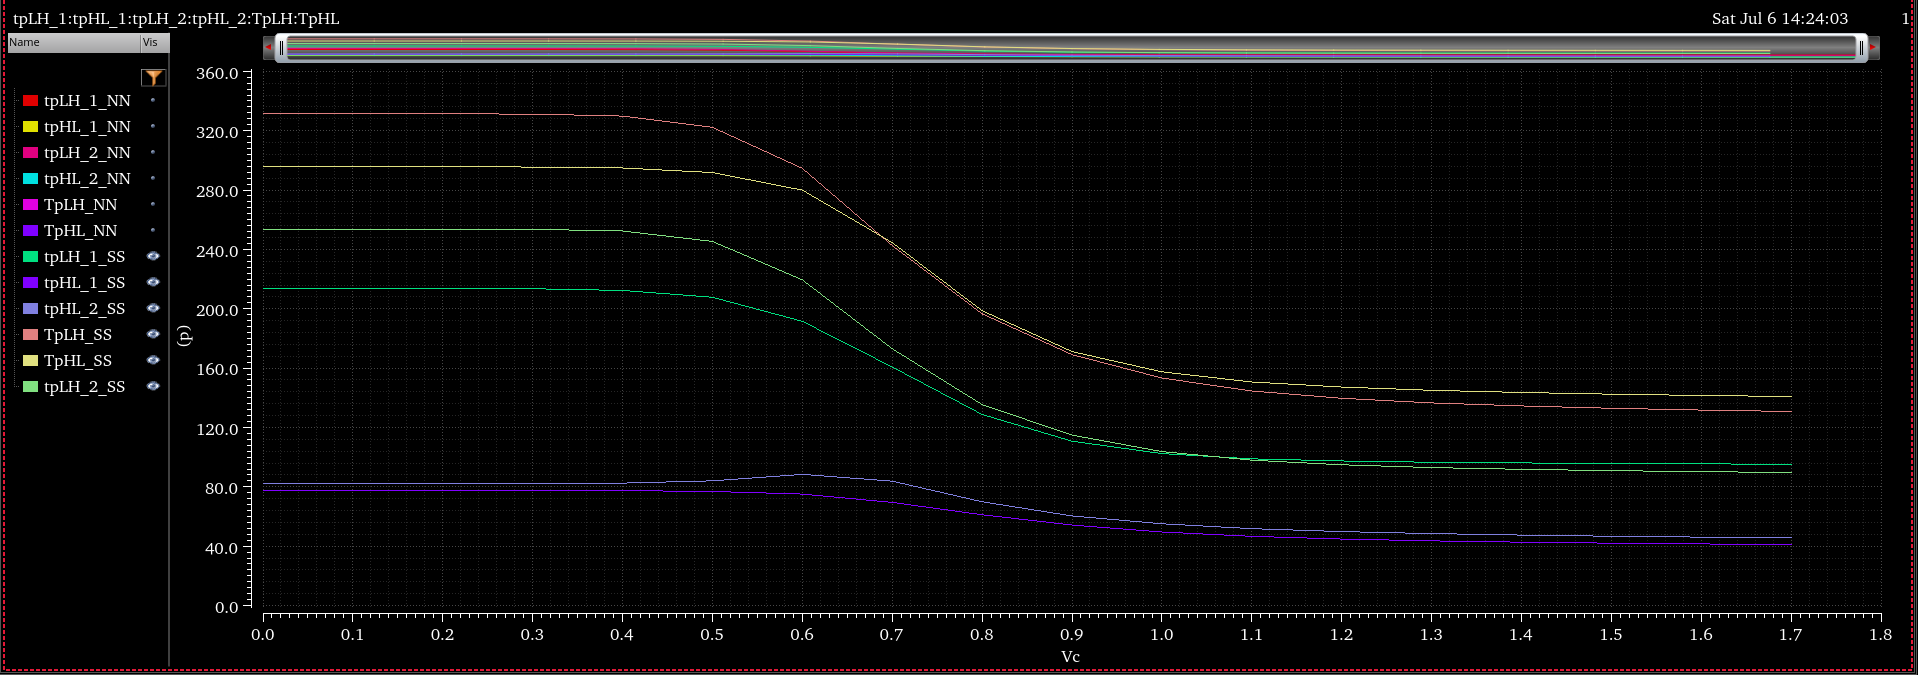 tpLH_1:tpHL_1:tpLH_2:tpHL_2:TpLH:TpHL
Sat Jul 6 14:24:03
1
Name
Vis
tpLH_1_NN
tpHL_1_NN
tpLH_2_NN
tpHL_2_NN
TpLH_NN
TpHL_NN
tpLH_1_SS
tpHL_1_SS
tpHL_2_SS
TpLH_SS
TpHL_SS
tpLH_2_SS
(p)
360.0
320.0
280.0
240.0
200.0
160.0
120.0
80.0
40.0
0.0
0.0 0.1 0.2 0.3 0.4 0.5 0.6 0.7 0.8 0.9 1.0 1.1 1.2 1.3 1.4 1.5 1.6 1.7 1.8
Vc